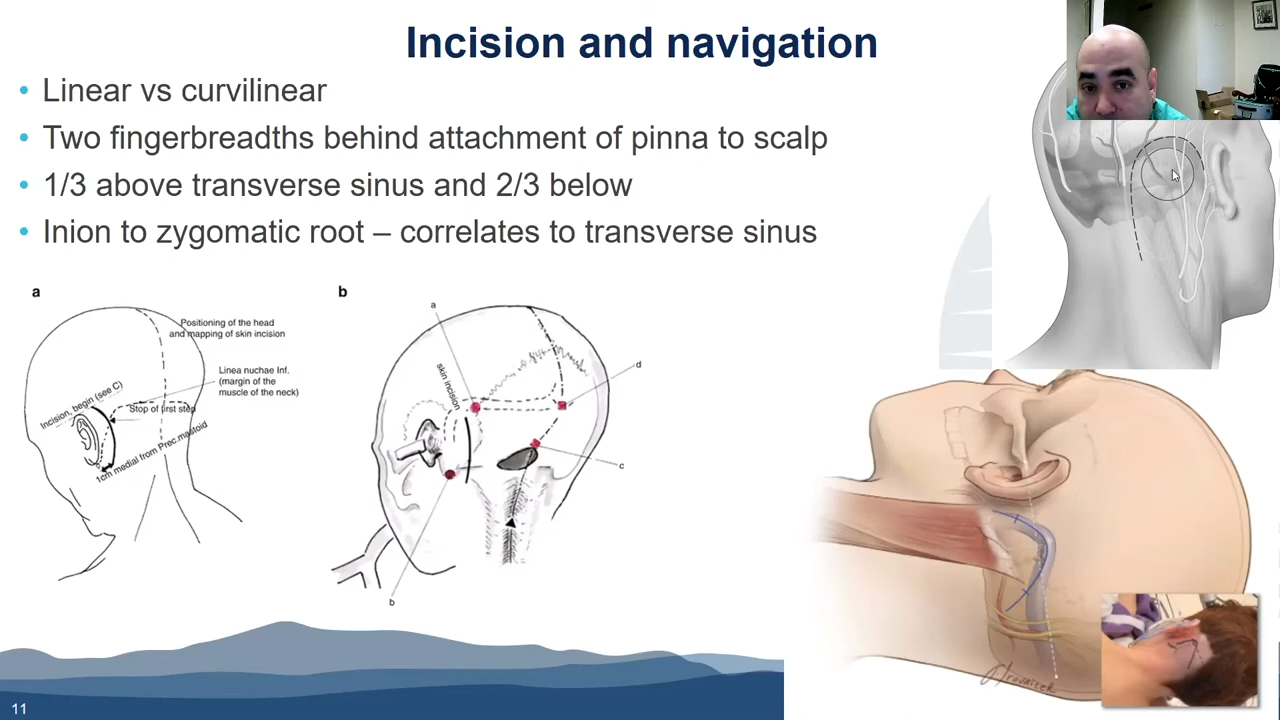 Incision and navigation
• Linear vs curvilinear
• Two fingerbreadths behind attachment of pinna to scalp
• 1/3 above transverse sinus and 2/3 below
• Inion to zygomatic root – correlates to transverse sinus
a
Positioning of the head
and mapping of skin incision
Linea nuchae Inf.
(margin of the
muscle of the neck)
Incision, begin (see C)
Stop of first step
1cm medial from Prec.mastoid
b
a
skin incision
d
c
b
11